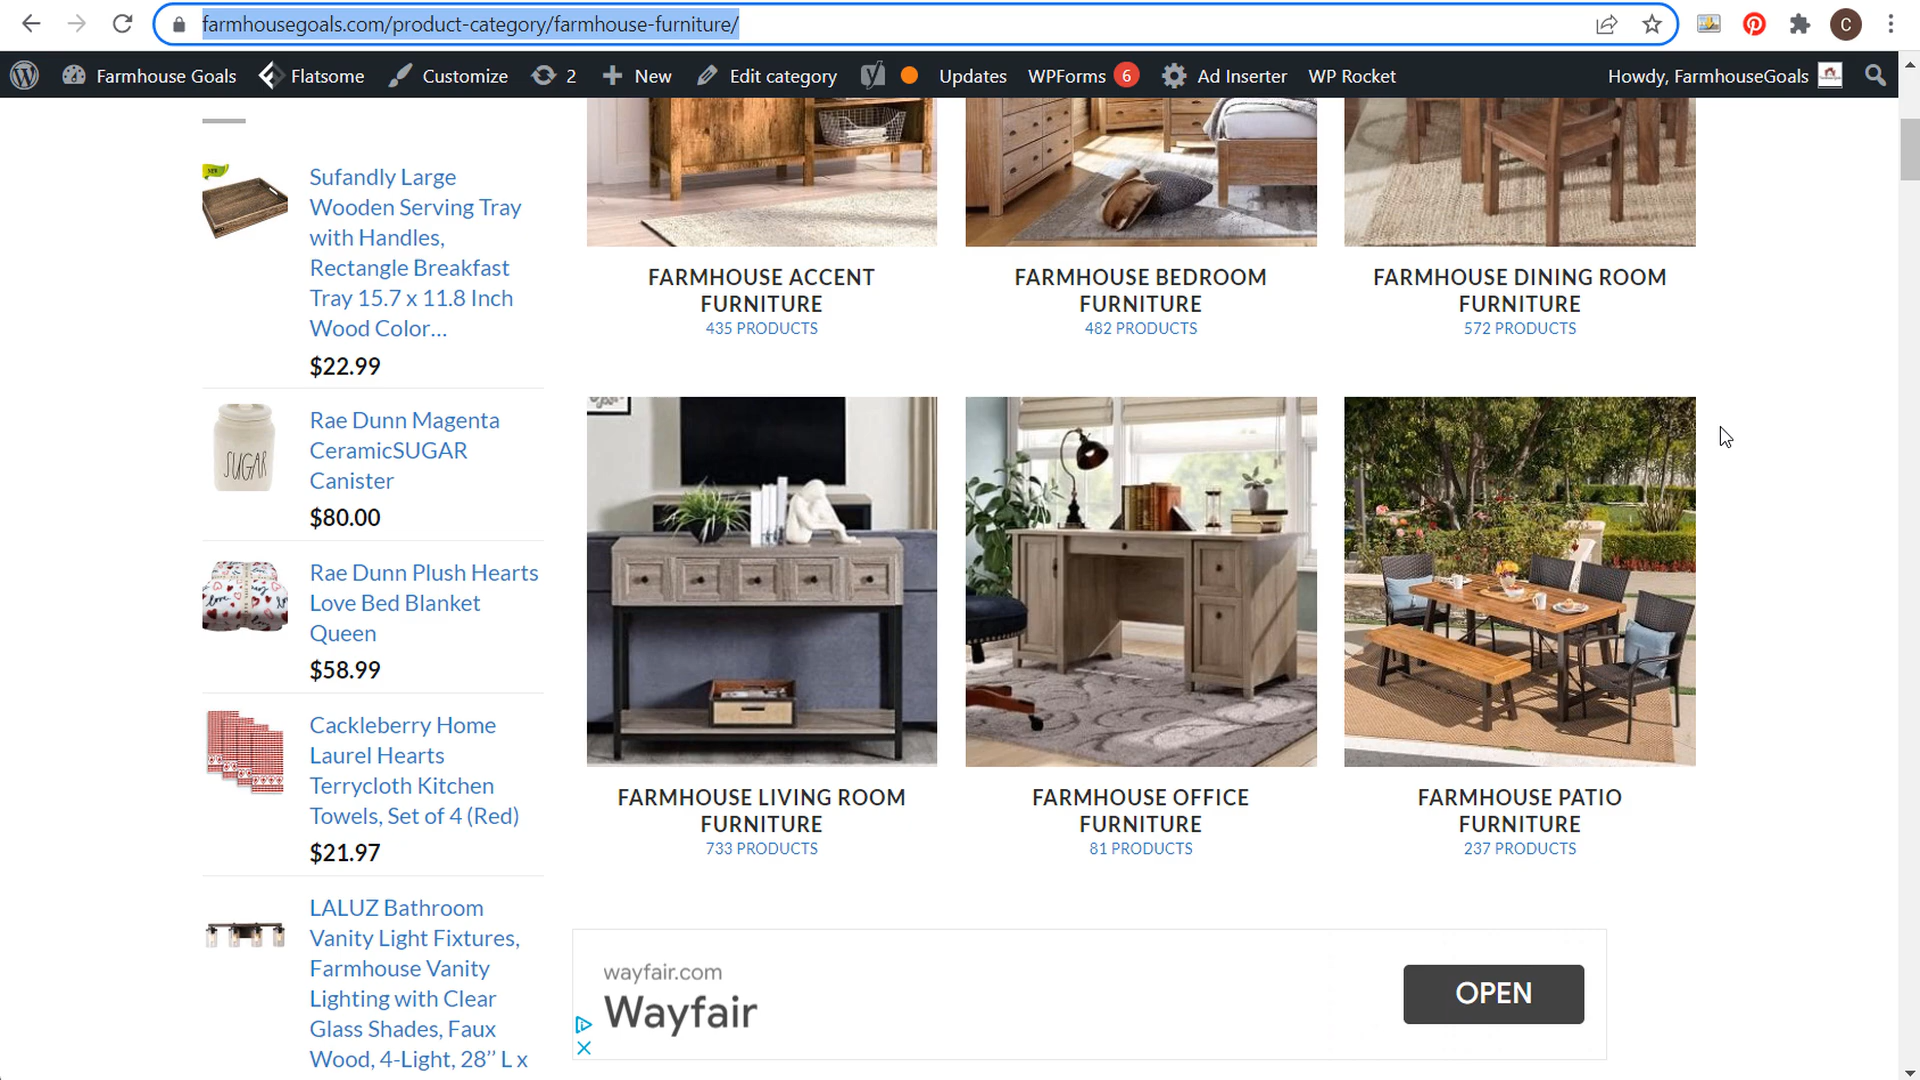 farmhousegoals.com/product-category/farmhouse-furniture/
C
Farmhouse Goals
Flatsome
Customize
2
New
Edit category
Updates
WPForms 6
Ad Inserter
WP Rocket
Howdy, FarmhouseGoals
NEW
Sufandly Large
Wooden Serving Tray
with Handles,
Rectangle Breakfast
Tray 15.7 x 11.8 Inch
Wood Color...
$22.99
SUGAR
Rae Dunn Magenta
CeramicSUGAR
Canister
$80.00
love
Rae Dunn Plush Hearts
Love Bed Blanket
Queen
$58.99
Cackleberry Home
Laurel Hearts
Terrycloth Kitchen
Towels, Set of 4 (Red)
$21.97
LALUZ Bathroom
Vanity Light Fixtures,
Farmhouse Vanity
Lighting with Clear
Glass Shades, Faux
Wood, 4-Light, 28’’ L x
FARMHOUSE ACCENT
FURNITURE
435 PRODUCTS
FARMHOUSE BEDROOM
FURNITURE
482 PRODUCTS
FARMHOUSE DINING ROOM
FURNITURE
572 PRODUCTS
FARMHOUSE LIVING ROOM
FURNITURE
733 PRODUCTS
FARMHOUSE OFFICE
FURNITURE
81 PRODUCTS
FARMHOUSE PATIO
FURNITURE
237 PRODUCTS
wayfair.com
Wayfair
OPEN